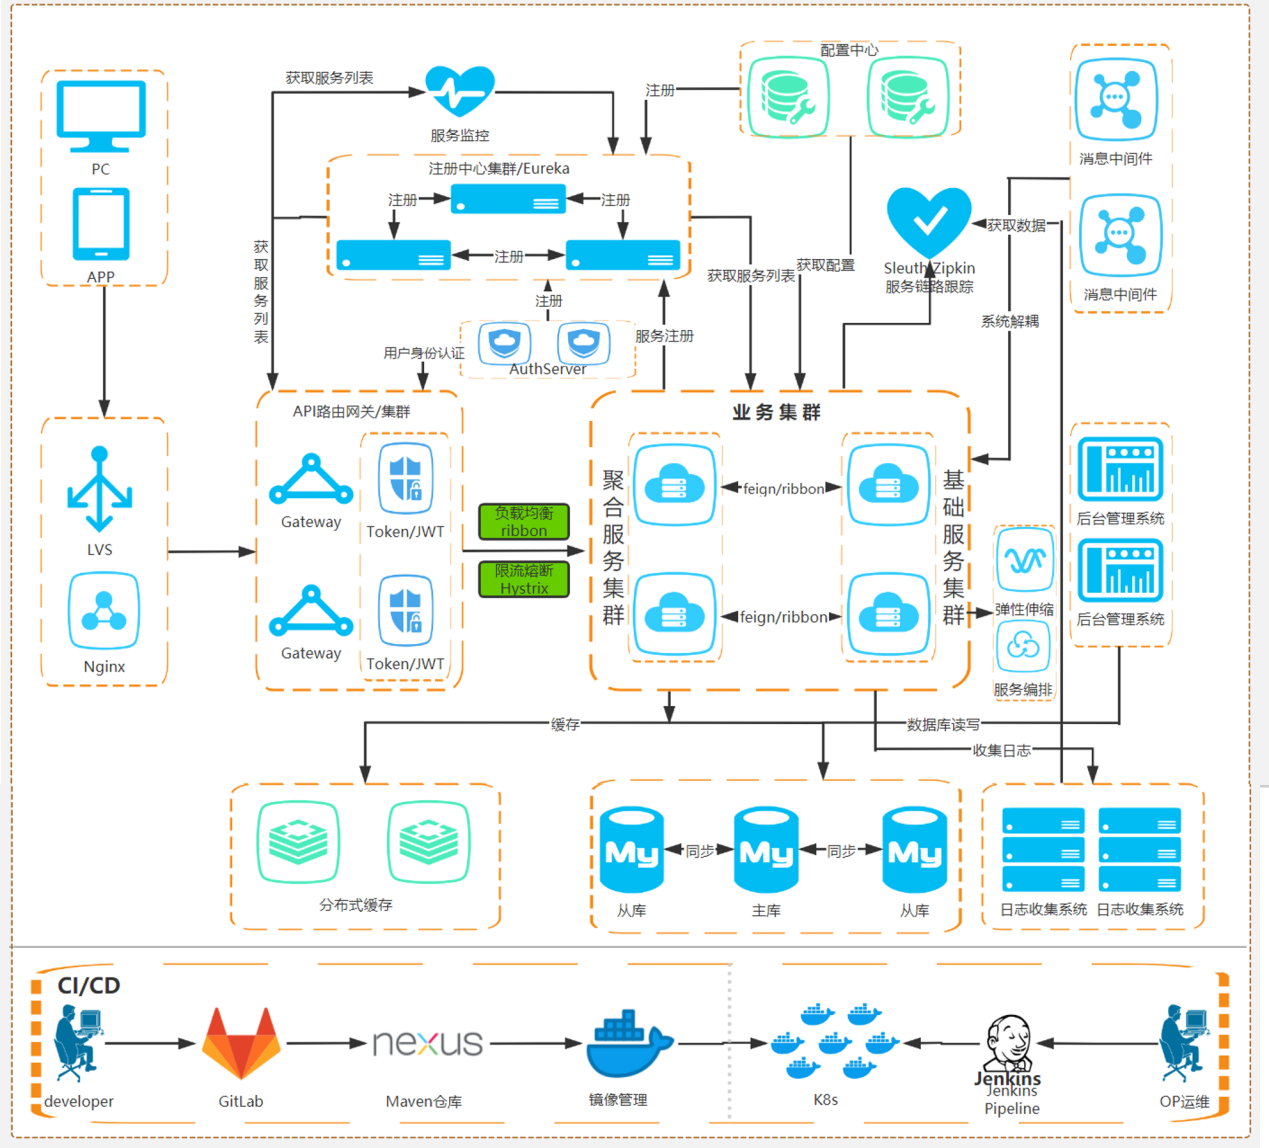 配置中心
获取服务列表
注册
服务监控
消息中间件
PC
注册中心集群/Eureka
注册
注册
获取数据
获取服务列表
注册
获取服务列表
获取配置
Sleuth Zipkin
服务链路跟踪
APP
消息中间件
注册
系统解耦
服务注册
用户身份认证
AuthServer
API路由网关/集群
业务集群
聚合服务集群
基础服务集群
feign/ribbon
Gateway
Token/JWT
负载均衡
ribbon
后台管理系统
LVS
限流熔断
Hystrix
弹性伸缩
feign/ribbon
后台管理系统
Gateway
Token/JWT
Nginx
服务编排
缓存
数据库读写
收集日志
My
同步
My
同步
My
分布式缓存
从库
主库
从库
日志收集系统
日志收集系统
CI/CD
nexus
Jenkins
developer
GitLab
Maven仓库
镜像管理
K8s
Jenkins
Pipeline
OP运维